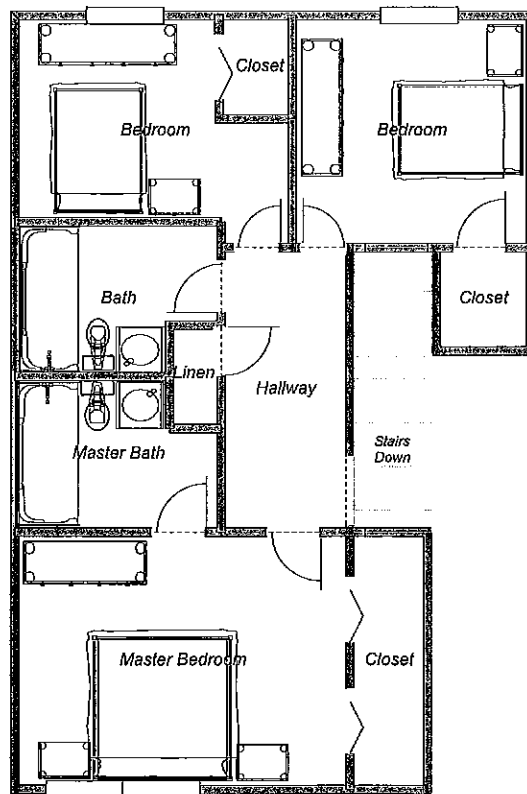 Closet
Bedroom
Bedroom
Bath
Closet
Linen
Hallway
Stairs
Down
Master Bath
Master Bedroom
Closet